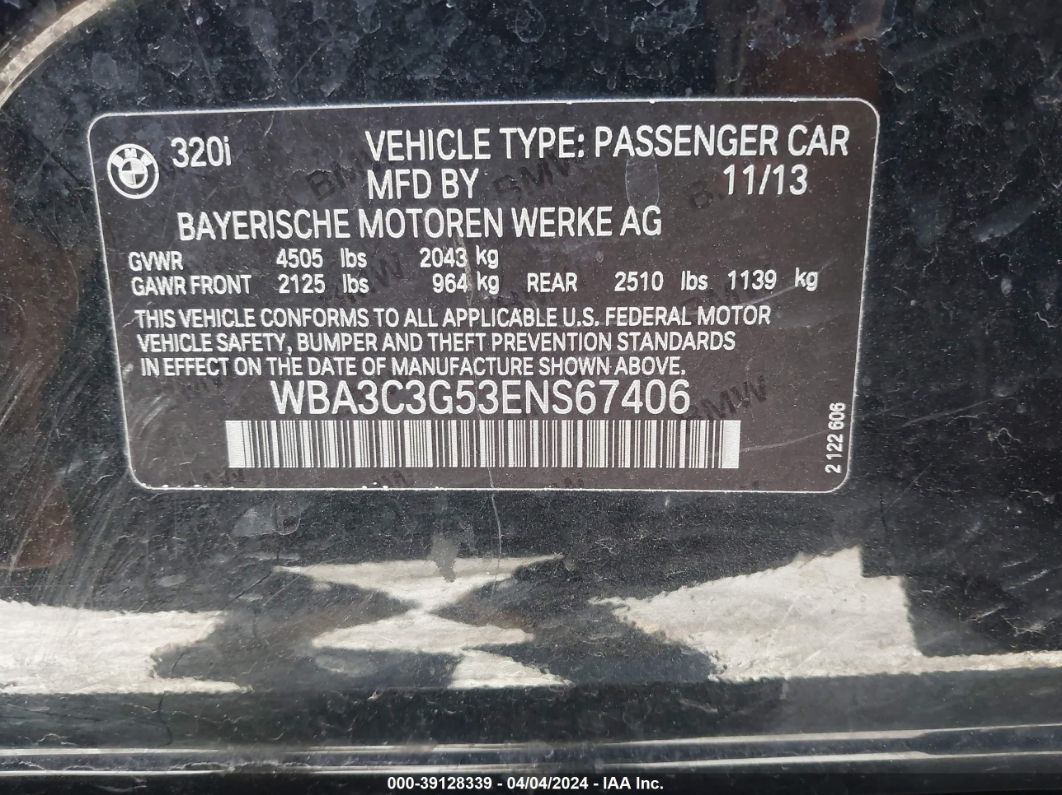 320i VEHICLE TYPE: PASSENGER CAR
MFD BY 11/13
BAYERISCHE MOTOREN WERKE AG
GVWR 4505 lbs 2043 kg
GAWR FRONT 2125 lbs 964 kg REAR 2510 lbs 1139 kg
THIS VEHICLE CONFORMS TO ALL APPLICABLE U.S. FEDERAL MOTOR
VEHICLE SAFETY, BUMPER AND THEFT PREVENTION STANDARDS
IN EFFECT ON THE DATE OF MANUFACTURE SHOWN ABOVE.
WBA3C3G53ENS67406
2 122 606
000-39128339 - 04/04/2024 - IAA Inc.